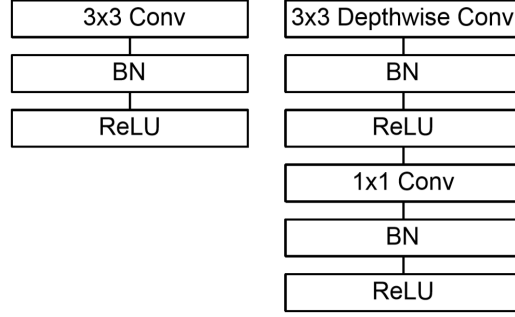 3x3 Conv
BN
ReLU
3x3 Depthwise Conv
BN
ReLU
1x1 Conv
BN
ReLU